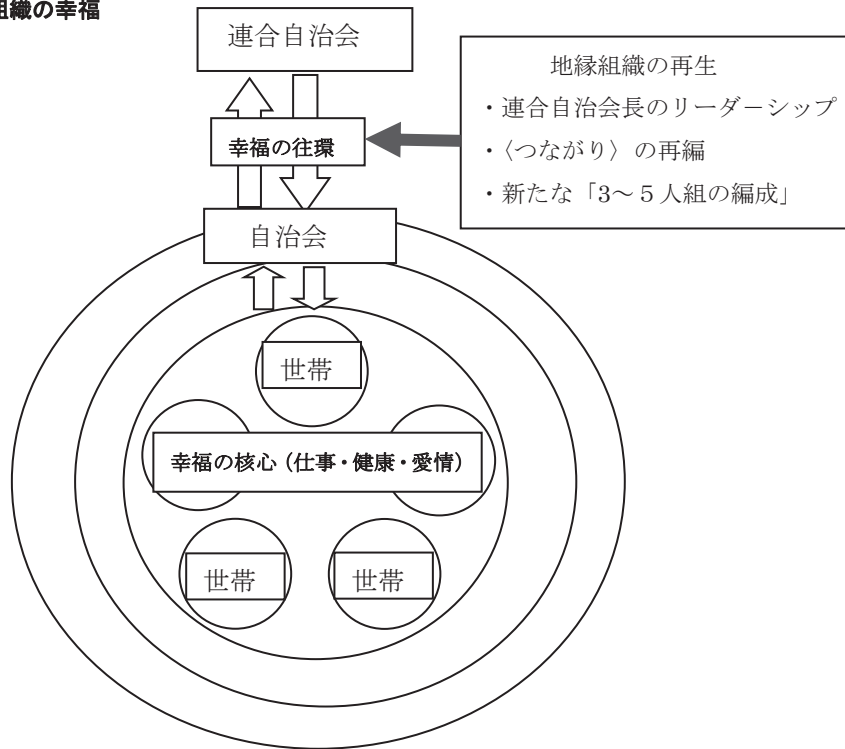 組織の幸福
連合自治会
地縁組織の再生
・連合自治会長のリーダーシップ
・〈つながり〉の再編
・新たな「3～５人組の編成」
幸福の往環
自治会
世帯
幸福の核心（仕事・健康・愛情）
世帯
世帯